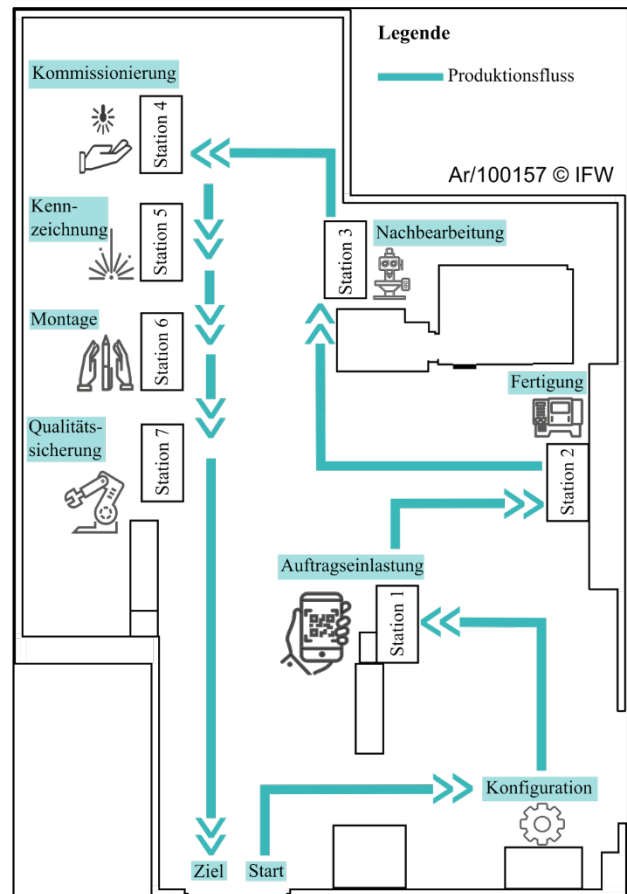 Legende
Produktionsfluss
Ar/100157 © IFW
Kommissionierung
Station 4
Kenn-
zeichnung
Station 5
Montage
Station 6
Qualitäts-
sicherung
Station 7
Nachbearbeitung
Station 3
Fertigung
Station 2
Auftragseinlastung
Station 1
Konfiguration
Ziel
Start